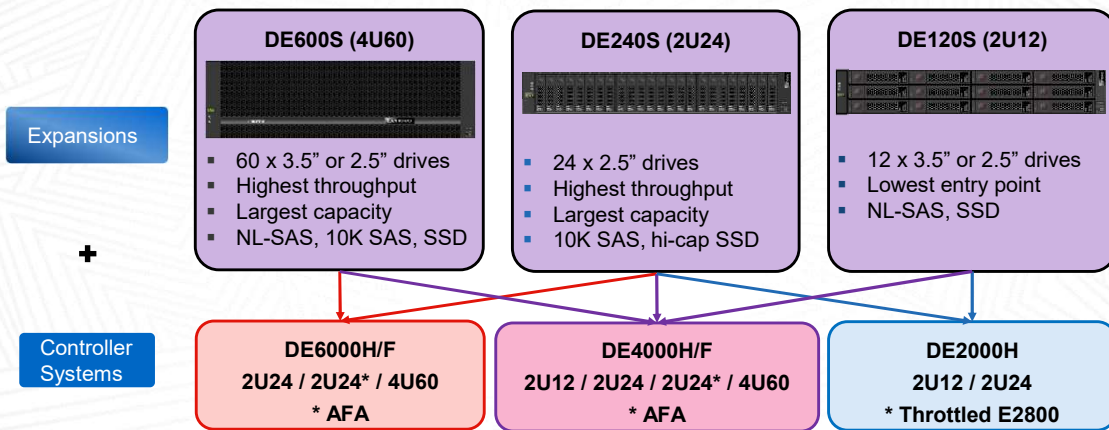 DE600S (4U60)
60 x 3.5” or 2.5” drives
Highest throughput
Largest capacity
NL-SAS, 10K SAS, SSD
DE240S (2U24)
24 x 2.5” drives
Highest throughput
Largest capacity
10K SAS, hi-cap SSD
DE120S (2U12)
12 x 3.5” or 2.5” drives
Lowest entry point
NL-SAS, SSD
Expansions
+
Controller
Systems
DE6000H/F
2U24 / 2U24* / 4U60
* AFA
DE4000H/F
2U12 / 2U24 / 2U24* / 4U60
* AFA
DE2000H
2U12 / 2U24
* Throttled E2800